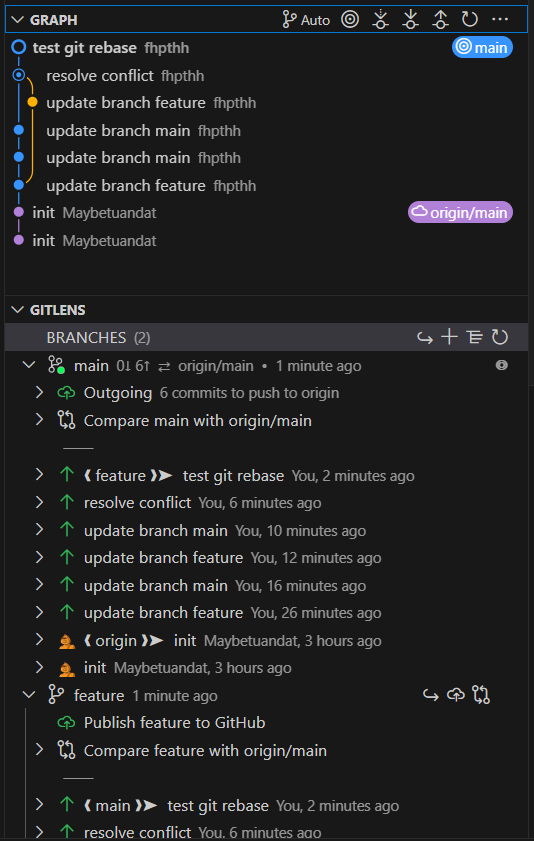 GRAPH Auto ...
test git rebase fhpthh main
resolve conflict fhpthh
update branch feature fhpthh
update branch main fhpthh
update branch main fhpthh
update branch feature fhpthh
init Maybetuandat origin/main
init Maybetuandat
GITLENS
BRANCHES (2)
main 0↓ 6↑ ⇄ origin/main • 1 minute ago
Outgoing 6 commits to push to origin
Compare main with origin/main
───
↑ ❰ feature ❱➤ test git rebase You, 2 minutes ago
↑ resolve conflict You, 6 minutes ago
↑ update branch main You, 10 minutes ago
↑ update branch feature You, 12 minutes ago
↑ update branch main You, 16 minutes ago
↑ update branch feature You, 26 minutes ago
❰ origin ❱➤ init Maybetuandat, 3 hours ago
init Maybetuandat, 3 hours ago
feature 1 minute ago
Publish feature to GitHub
Compare feature with origin/main
───
↑ ❰ main ❱➤ test git rebase You, 2 minutes ago
↑ resolve conflict You, 6 minutes ago